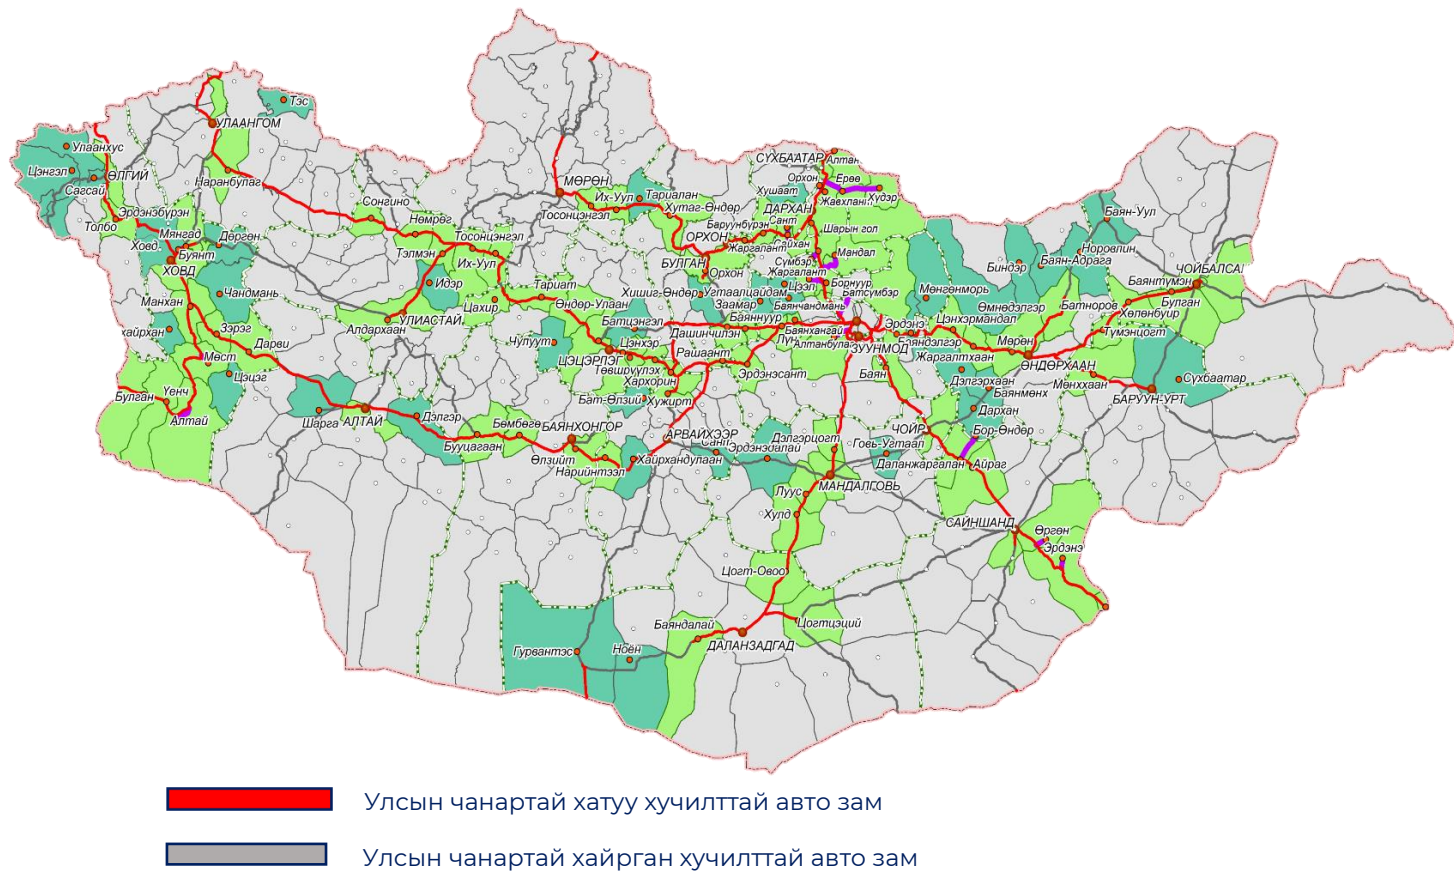 Тэс
УЛААНГОМ
Улаанхус
Цэнгэл
ӨЛГИЙ
Сагсай
Наранбулаг
Эрдэнэбүрэн
Толбо
Мянгад
Дөргөн
Ховд
Буянт
ХОВД
Сонгино
Нөмрөг
Тосонцэнгэл
Тэлмэн
Их-Уул
Идэр
Чандмань
Манхан
Цахир
Тариат
УЛИАСТАЙ
Алдархаан
Зэрэг
Дарви
Мөст
Цэцэг
Үенч
Булган
Алтай
Шарга
АЛТАЙ
Дэлгэр
Бууцагаан
Бөмбөгө
БАЯНХОНГОР
Өлзийт
Нарийнтээл
Хайрхандулаан
АРВАЙХЭЭР
Сант
Эрдэнэдалай
МӨРӨН
Тосонцэнгэл
Их-Уул
Тариалан
Хутаг-Өндөр
БУЛГАН
Орхон
ОРХОН
Жаргалант
Баруунбүрэн
Сант
Сайхан
ДАРХАН
Хушаат
СҮХБААТАР
Алтан
Орхон
Ерөө
Жавхлант
Хүдэр
Шарын гол
Мандал
Сүмбэр
Жаргалант
Цээл
Борнуур
Батсүмбэр
Баянчандмань
Угтаалцайдам
Заамар
Хишиг-Өндөр
Баяннуур
Дашинчилэн
Баянхангай
Лүн
Алтанбулаг
ЗУУНМОД
Эрдэнэ
Өндөр-Улаан
Батцэнгэл
Чулуут
Цэнхэр
ЦЭЦЭРЛЭГ
Төвшрүүлэх
Хархорин
Рашаант
Эрдэнэсант
Бат-Өлзий
Хужирт
Баян
Мөнгөнморь
Биндэр
Баян-Уул
Норовлин
Баян-Адрага
Өмнөдэлгэр
Цэнхэрмандал
Баяндэлгэр
Жаргалтхаан
Батноров
Баянтүмэн
ЧОЙБАЛСА
Булган
Хөлөнбуйр
Түмэнцогт
Мөрөн
ӨНДӨРХААН
Мөнххаан
БАРУУН-УРТ
Сүхбаатар
Дэлгэрхаан
Баянмөнх
Дархан
Бор-Өндөр
ЧОЙР
Говь-Угтаал
Даланжаргалан
Айраг
Дэлгэрцогт
МАНДАЛГОВЬ
Луус
Хулд
Цогт-Овоо
Цогтцэций
САЙНШАНД
Өргөн
Эрдэнэ
Баяндалай
ДАЛАНЗАДГАД
Гурвантэс
Ноён
Улсын чанартай хатуу хучилттай авто зам
Улсын чанартай хайрган хучилттай авто зам